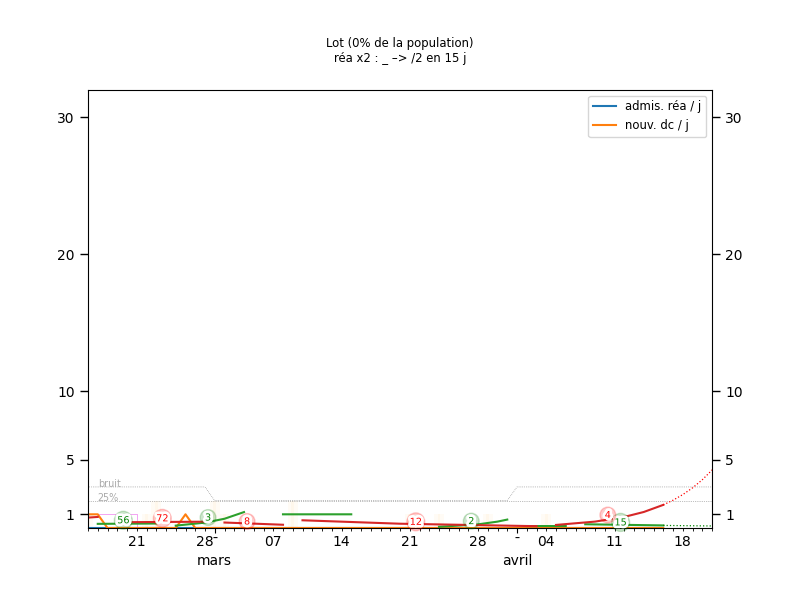 Lot (0% de la population)
réa x2 : _ –> /2 en 15 j
admis. réa / j
nouv. dc / j
30 30
20 20
10 10
5 5
bruit
25%
1 56 72 3 8 12 2 4 15 1
21 28 07 14 21 28 04 11 18
mars avril